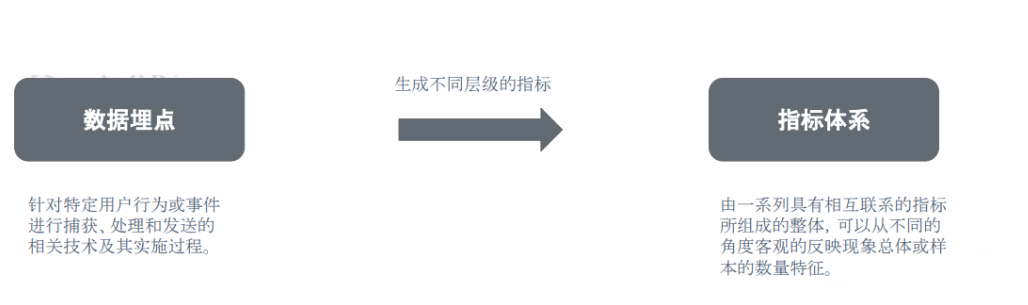 生成不同层级的指标
数据埋点
指标体系
针对特定用户行为或事件
进行捕获、处理和发送的
相关技术及其实施过程。
由一系列具有相互联系的指标
所组成的整体, 可以从不同的
角度客观的反映现象总体或样
本的数量特征。